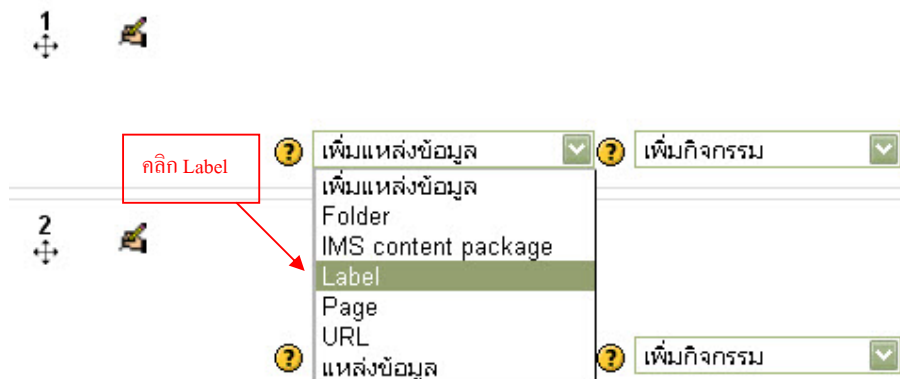 1
คลิก Label
เพิ่มแหล่งข้อมูล
เพิ่มกิจกรรม
เพิ่มแหล่งข้อมูล
Folder
IMS content package
Label
Page
URL
แหล่งข้อมูล
2
เพิ่มกิจกรรม